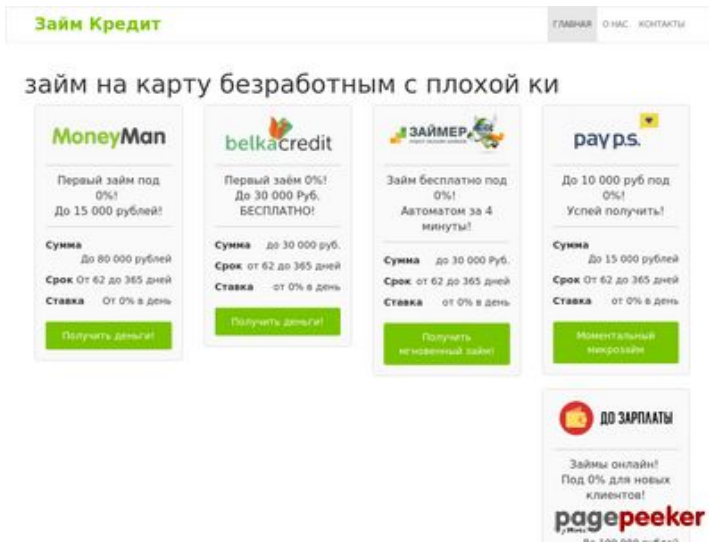 Займ Кредит
ГЛАВНАЯ О НАС КОНТАКТЫ
займ на карту безработным с плохой ки
MoneyMan
Первый займ под
0%!
До 15 000 рублей!
Сумма
До 80 000 рублей
Срок От 62 до 365 дней
Ставка От 0% в день
Получить деньги!
belkacredit
Первый заём 0%!
До 30 000 Руб.
БЕСПЛАТНО!
Сумма до 30 000 руб.
Срок от 62 до 365 дней
Ставка от 0% в день
Получить деньги!
ЗАЙМЕР
Займ бесплатно под
0%!
Автоматом за 4
минуты!
Сумма до 30 000 Руб.
Срок от 62 до 365 дней
Ставка от 0% в день
Получить
мгновенный займ!
pay p.s.
До 10 000 руб под
0%!
Успей получить!
Сумма
До 15 000 рублей
Срок От 62 до 365 дней
Ставка От 0% в день
Моментальный
микрозайм
ДО ЗАРПЛАТЫ
Займы онлайн!
Под 0% для новых
клиентов!
pagepeeker
До 100 000 рублей